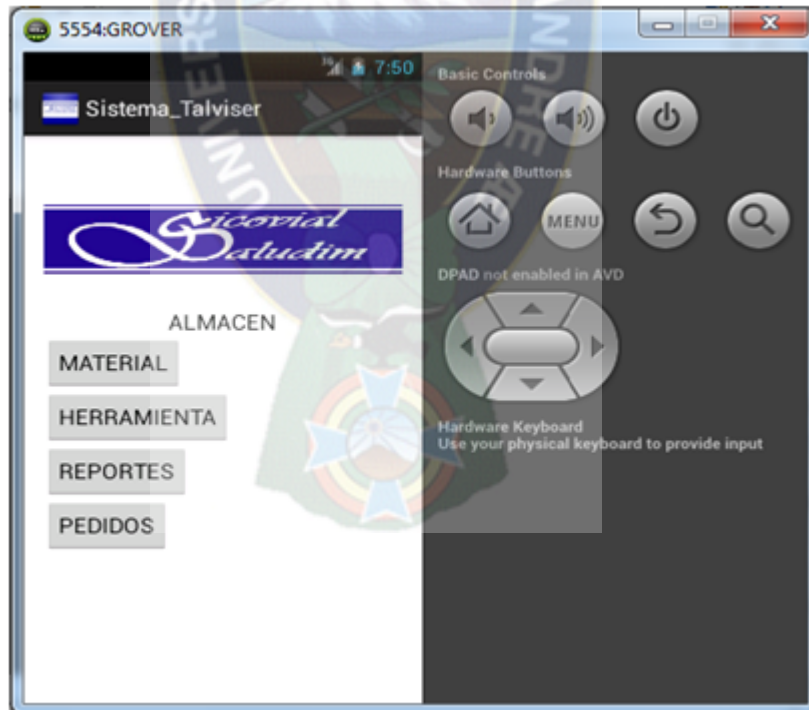 5554:GROVER
3G 7:50
Sistema_Talviser
Sicovial
Saludim
ALMACEN
MATERIAL
HERRAMIENTA
REPORTES
PEDIDOS
Basic Controls
Hardware Buttons
MENU
DPAD not enabled in AVD
Hardware Keyboard
Use your physical keyboard to provide input